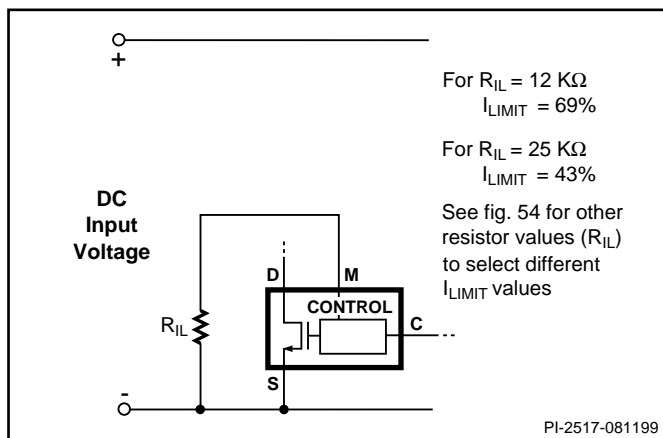 +
For R_IL = 12 KΩ
I_LIMIT = 69%
For R_IL = 25 KΩ
I_LIMIT = 43%
See fig. 54 for other
resistor values (R_IL)
to select different
I_LIMIT values
DC
Input
Voltage
D
M
CONTROL
C
R_IL
S
-
PI-2517-081199